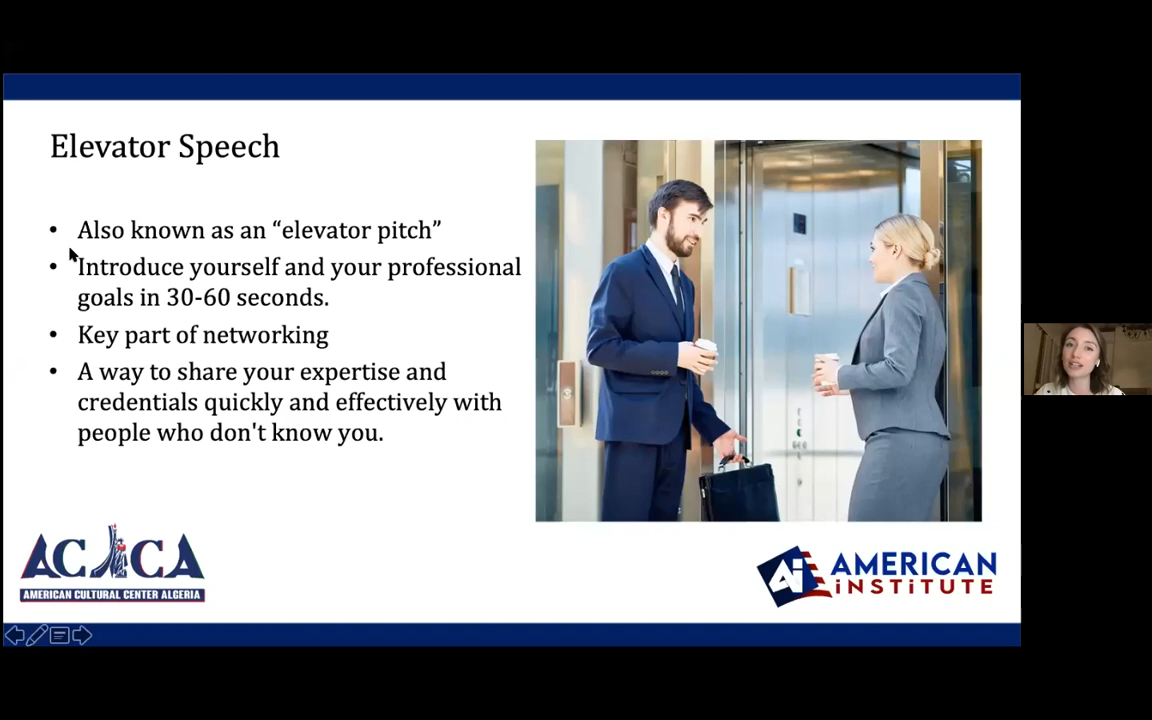 Elevator Speech
• Also known as an “elevator pitch”
• Introduce yourself and your professional
goals in 30-60 seconds.
• Key part of networking
• A way to share your expertise and
credentials quickly and effectively with
people who don't know you.
ACCA
AMERICAN CULTURAL CENTER ALGERIA
Ai AMERICAN
iNSTiTUTE